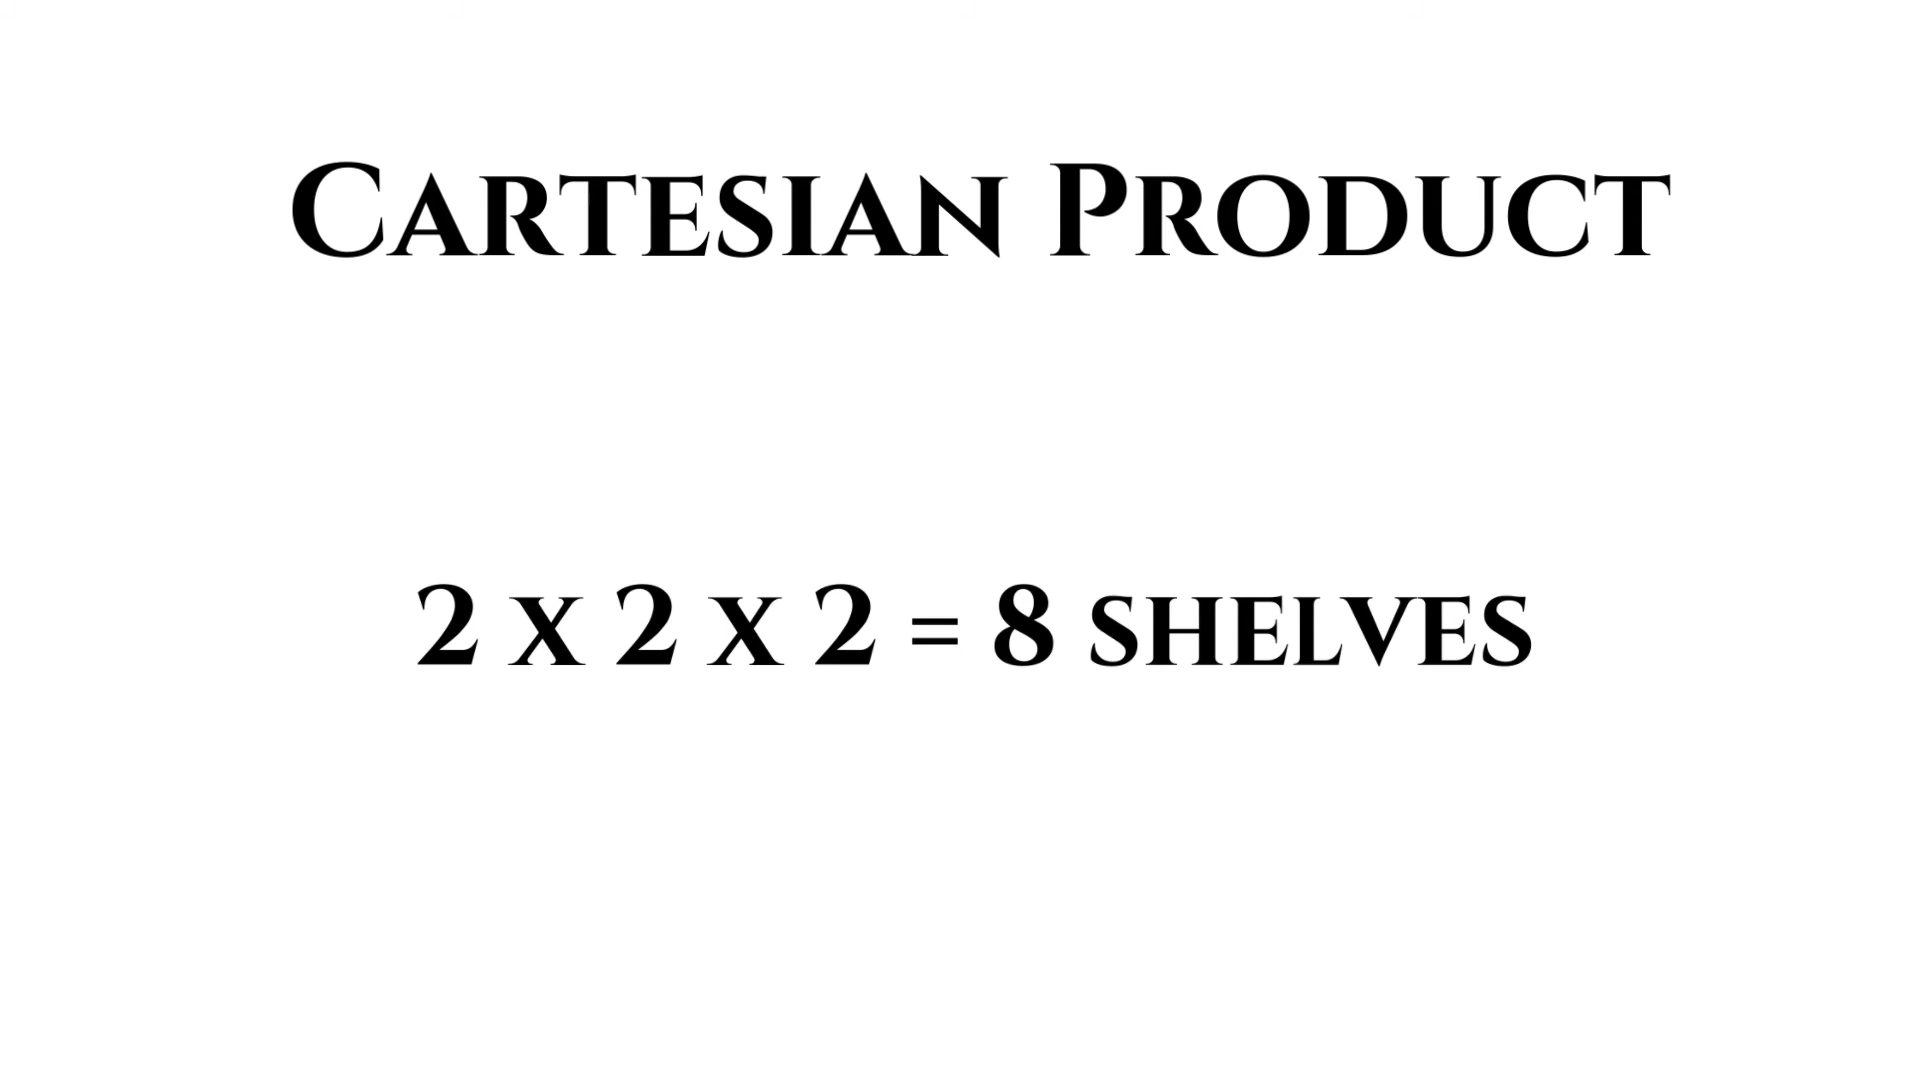 Cartesian Product
2 x 2 x 2 = 8 shelves